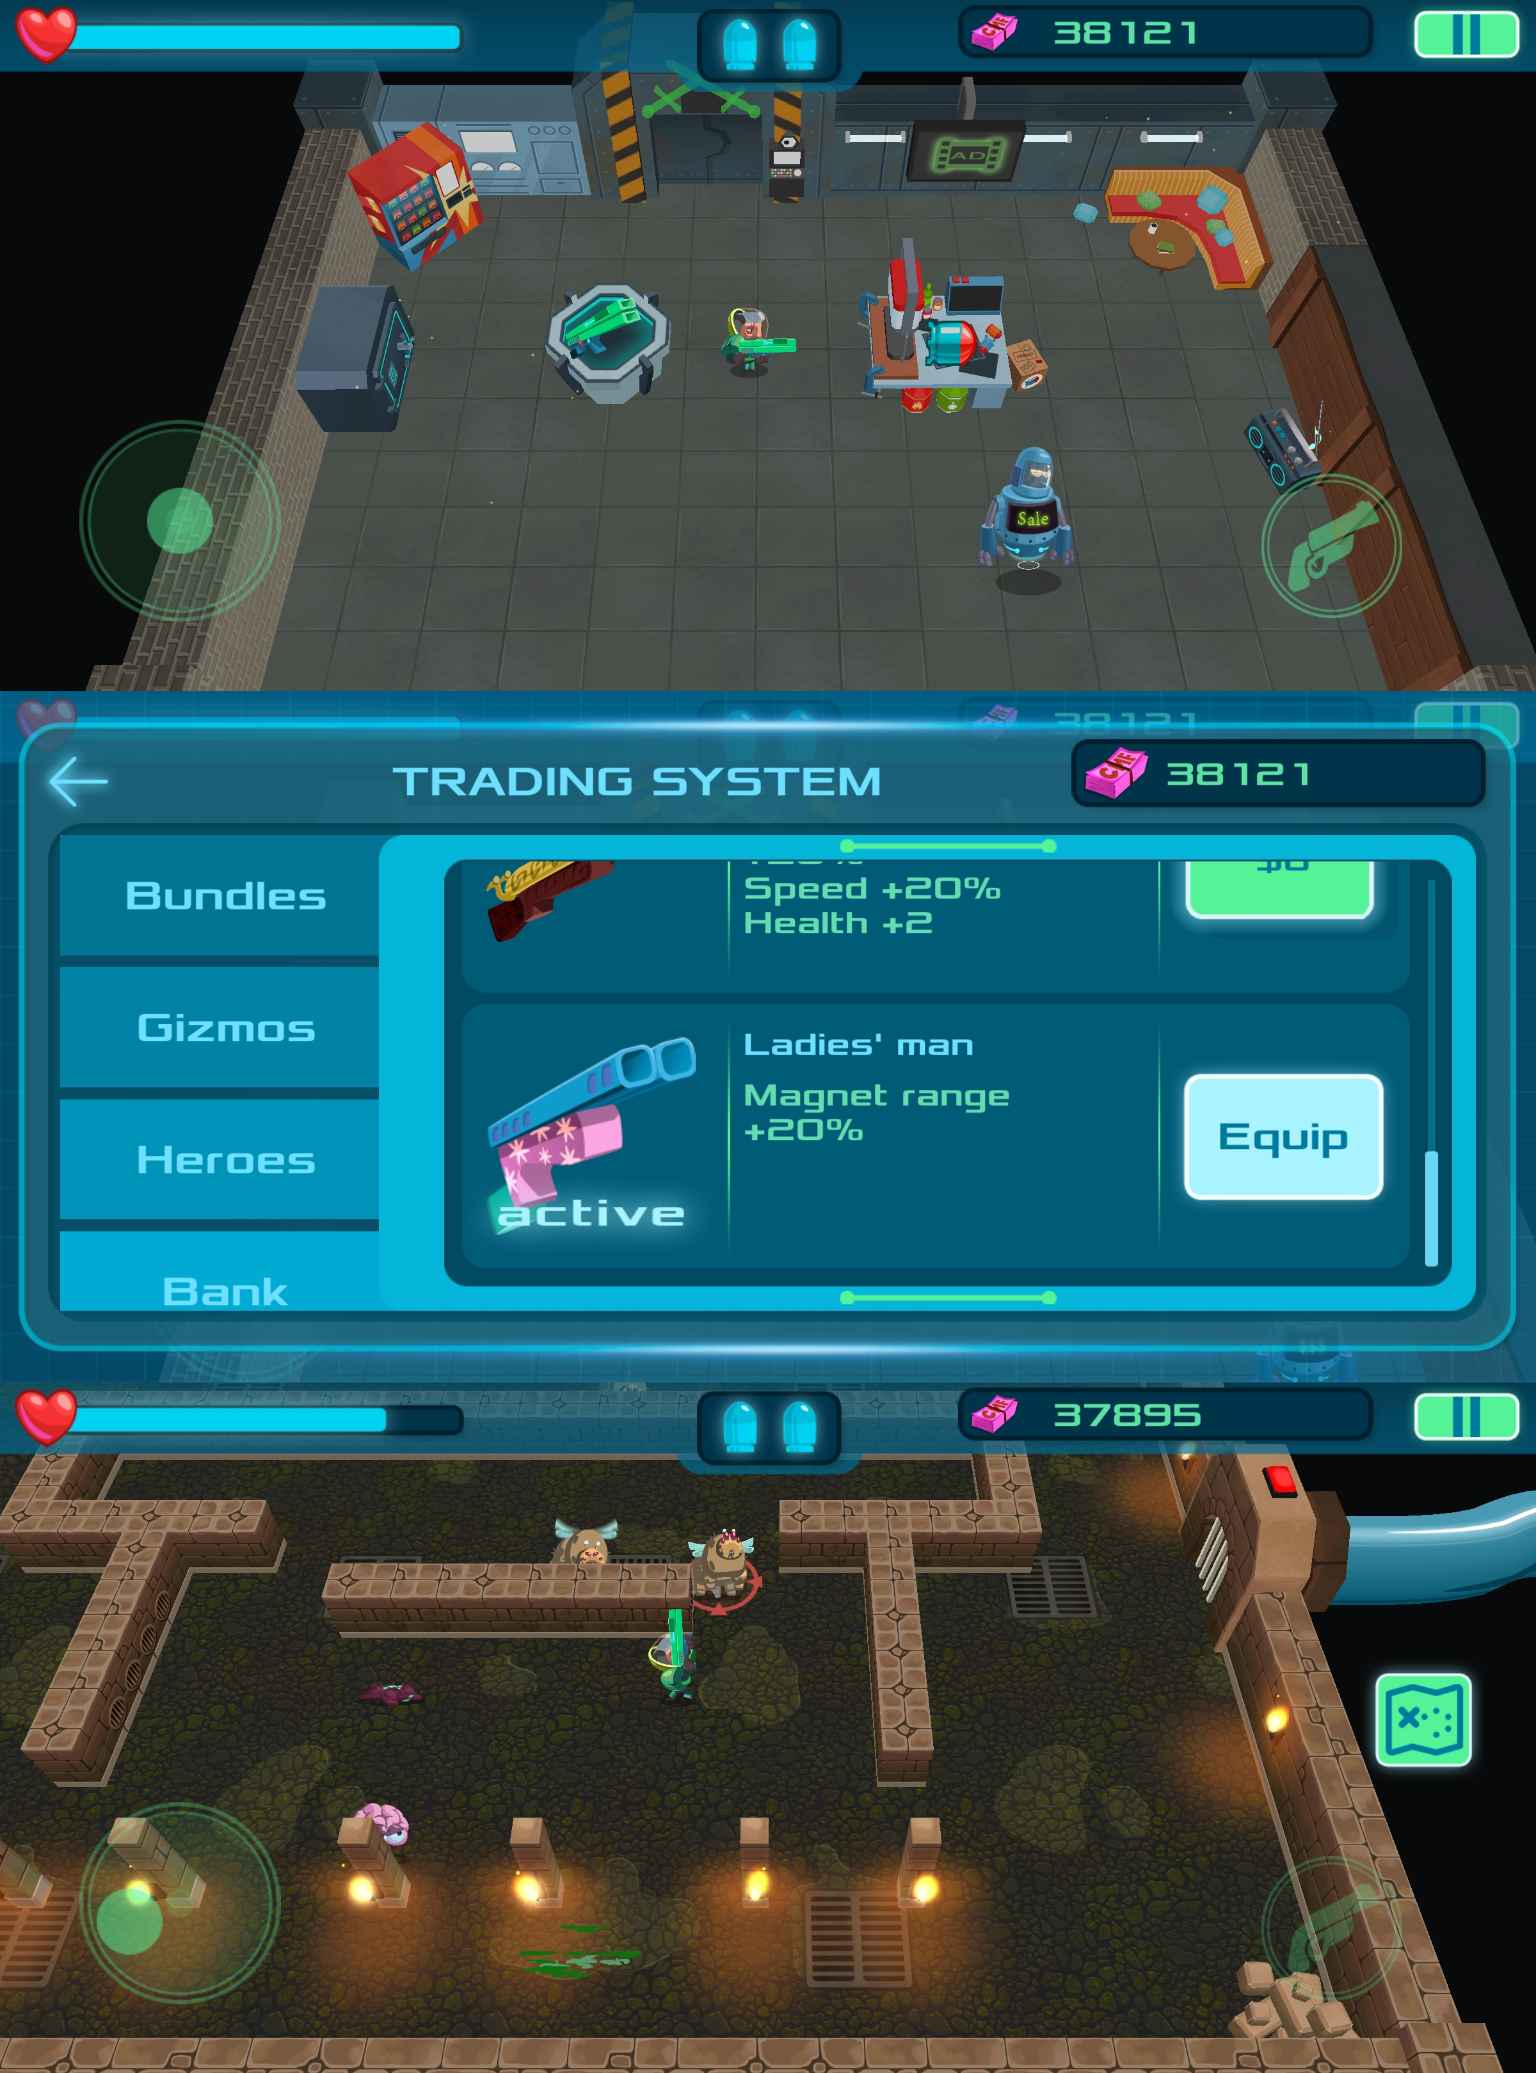 38121
AD
Sale
38121
TRADING SYSTEM
38121
Bundles
Gizmos
Heroes
Bank
Speed +20%
Health +2
Ladies' man
Magnet range
+20%
active
Equip
37895